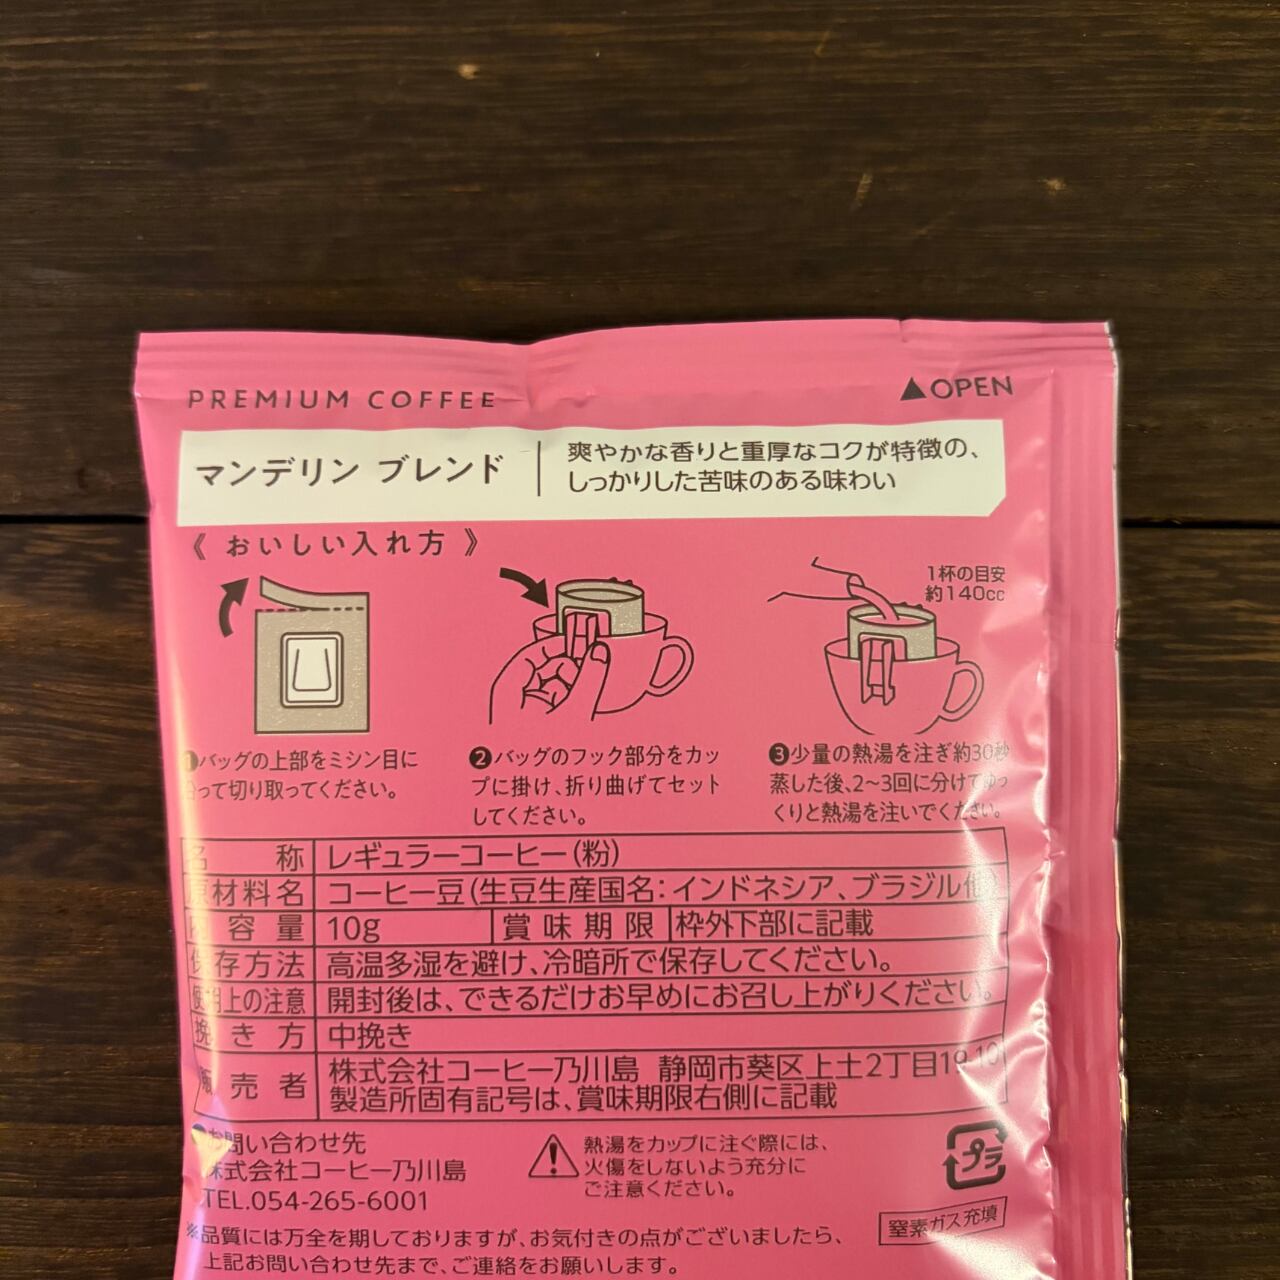 PREMIUM COFFEE
▲OPEN
マンデリン ブレンド
爽やかな香りと重厚なコクが特徴の、
しっかりした苦味のある味わい
《 おいしい入れ方 》
1杯の目安
約140cc
❶バッグの上部をミシン目に
沿って切り取ってください。
❷バッグのフック部分をカッ
プに掛け、折り曲げてセット
してください。
❸少量の熱湯を注ぎ約30秒
蒸した後、2~3回に分けてゆっ
くりと熱湯を注いでください。
名称 レギュラーコーヒー(粉)
原材料名 コーヒー豆(生豆生産国名:インドネシア、ブラジル他)
内容量 10g 賞味期限 枠外下部に記載
保存方法 高温多湿を避け、冷暗所で保存してください。
使用上の注意 開封後は、できるだけお早めにお召し上がりください。
挽き方 中挽き
販売者 株式会社コーヒー乃川島 静岡市葵区上土2丁目19-10
製造所固有記号は、賞味期限右側に記載
●お問い合わせ先
株式会社コーヒー乃川島
TEL.054-265-6001
熱湯をカップに注ぐ際には、
火傷をしないよう充分に
ご注意ください。
プラ
窒素ガス充填
※品質には万全を期しておりますが、お気付きの点がございましたら、
上記お問い合わせ先まで、ご連絡をお願いします。